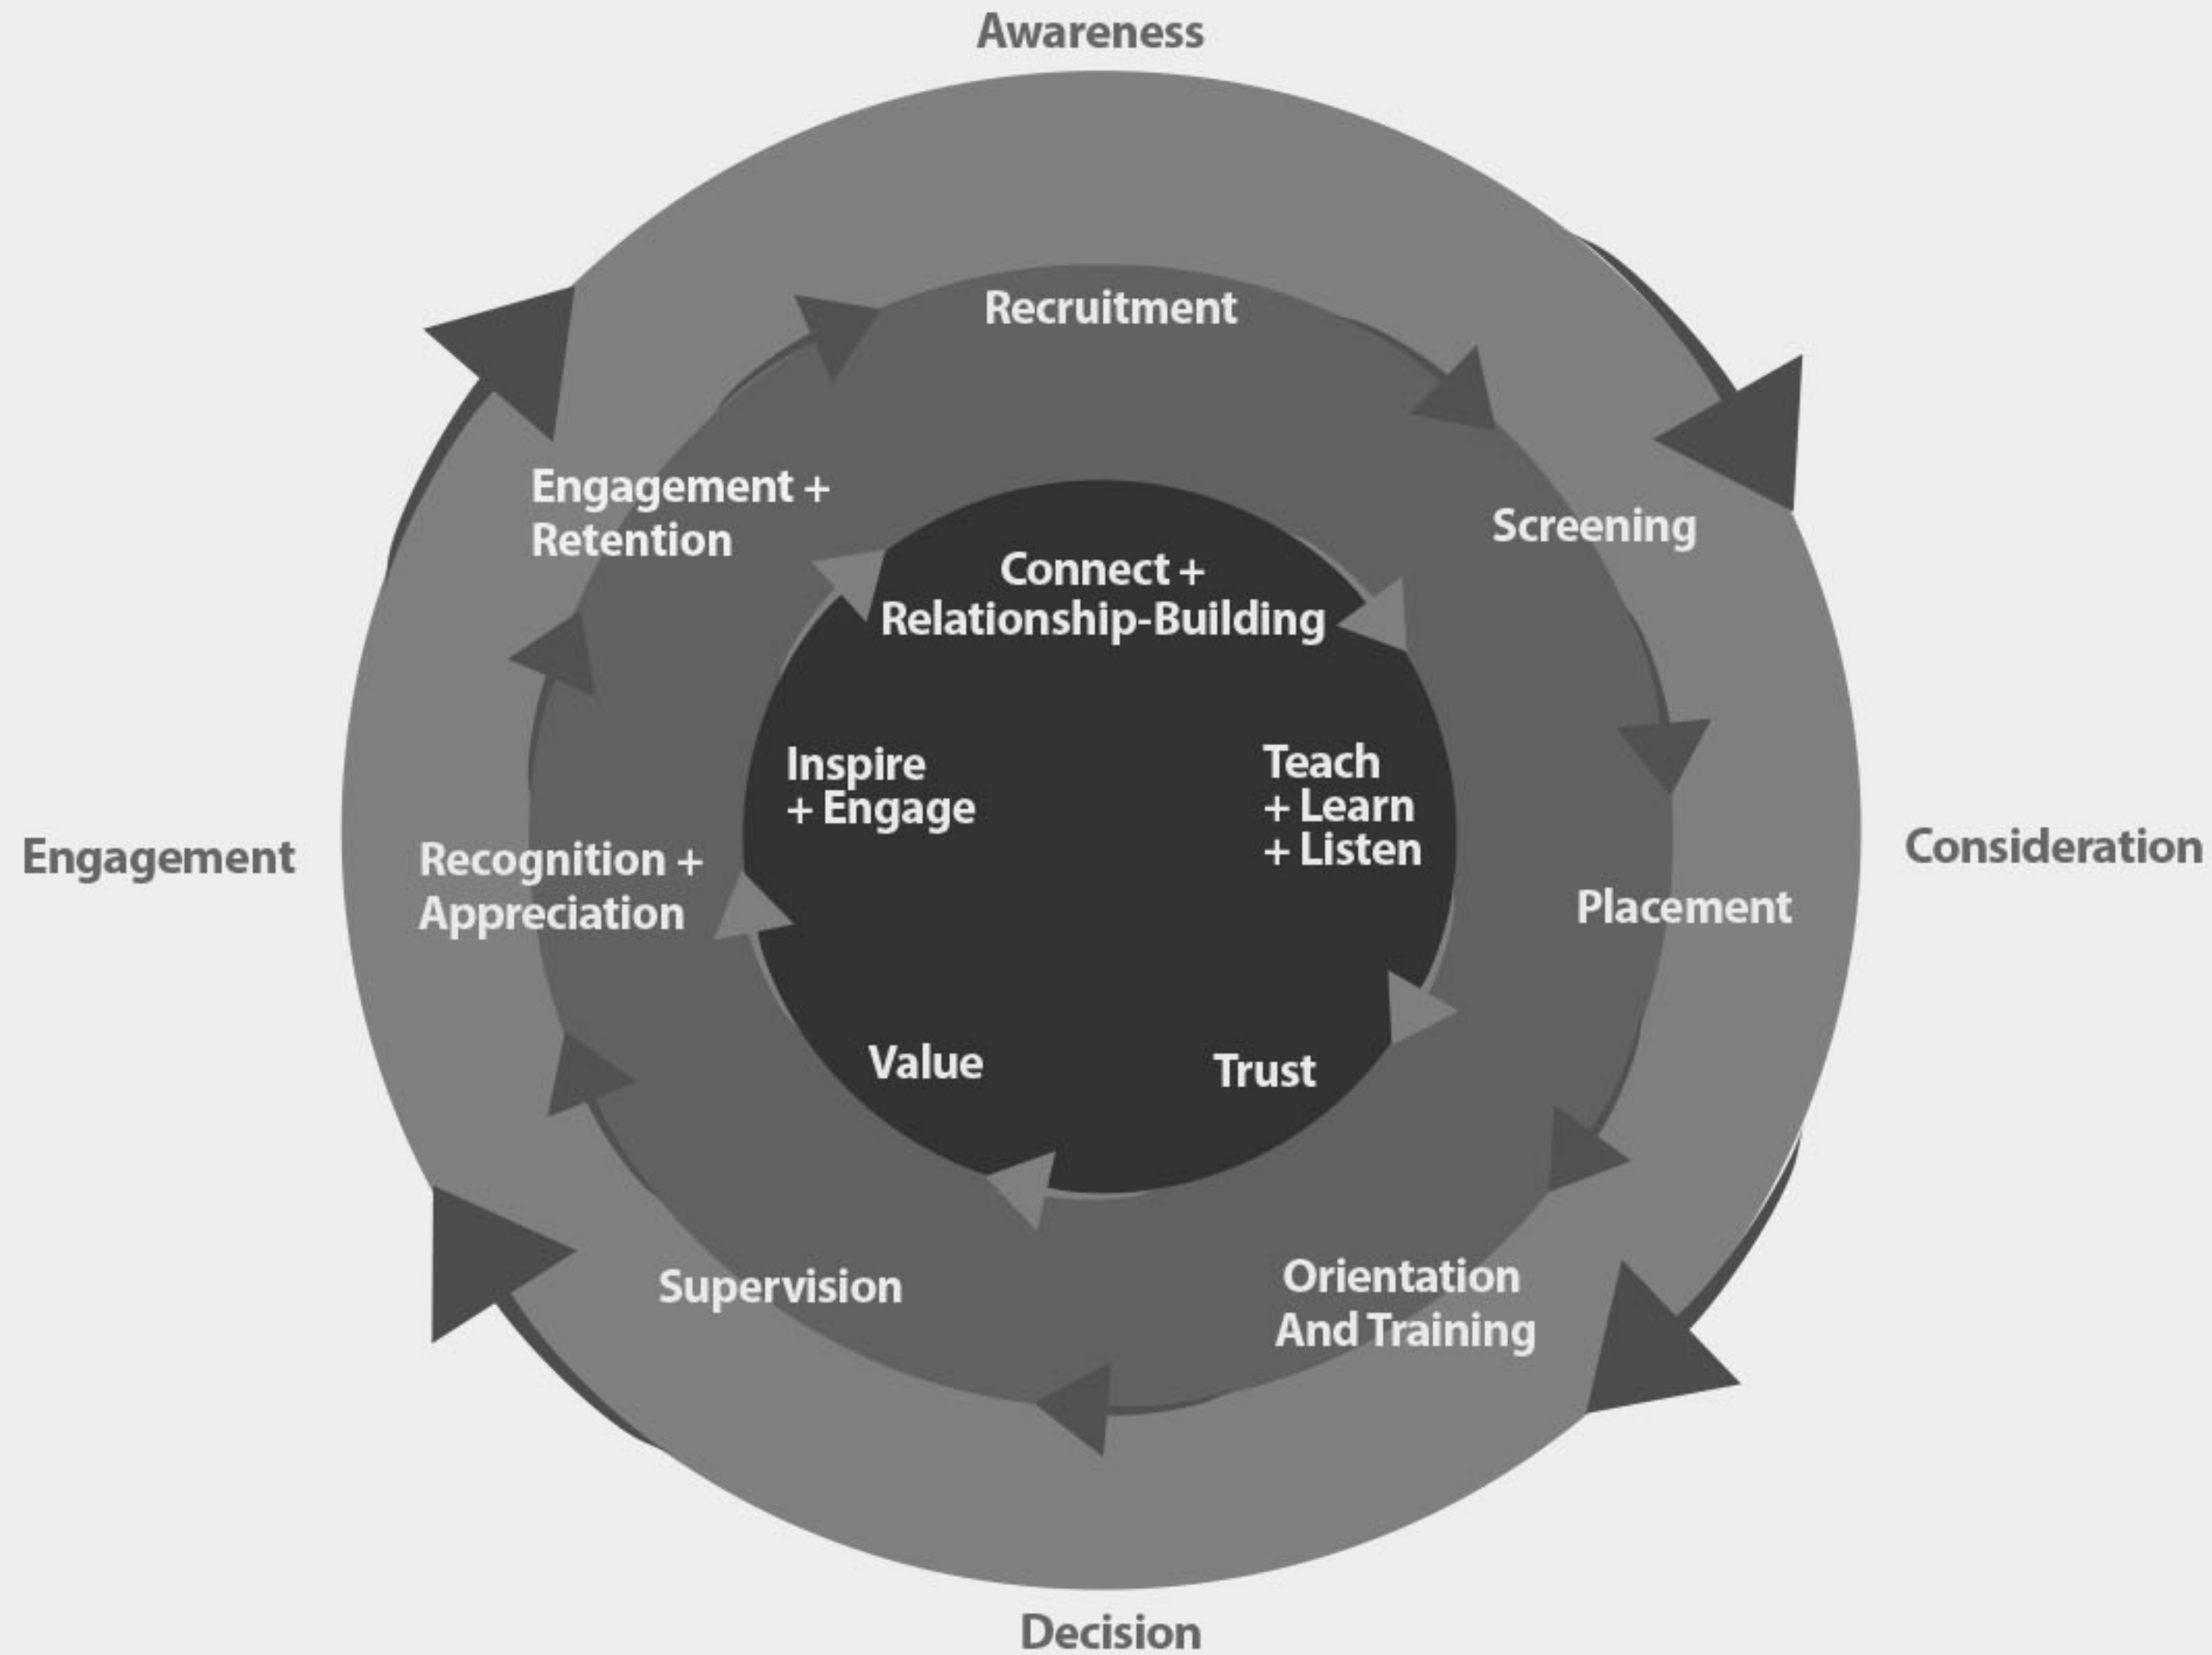 Awareness
Recruitment
Engagement +
Retention
Screening
Connect +
Relationship-Building
Inspire
+ Engage
Teach
+ Learn
+ Listen
Engagement
Recognition +
Appreciation
Consideration
Placement
Value
Trust
Supervision
Orientation
And Training
Decision